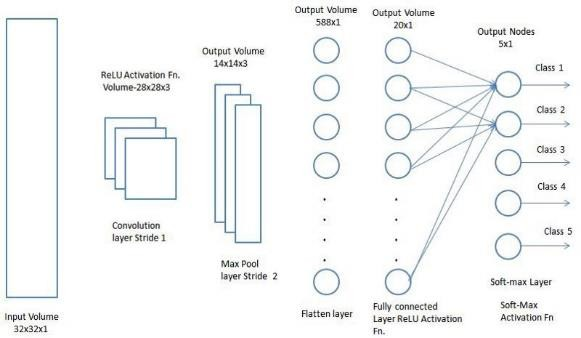 Input Volume
32x32x1
ReLU Activation Fn.
Volume-28x28x3
Convolution
layer Stride 1
Output Volume
14x14x3
Max Pool
layer Stride 2
Output Volume
588x1
Flatten layer
Output Volume
20x1
Fully connected
Layer ReLU Activation
Fn.
Output Nodes
5x1
Class 1
Class 2
Class 3
Class 4
Class 5
Soft-max Layer
Soft-Max
Activation Fn